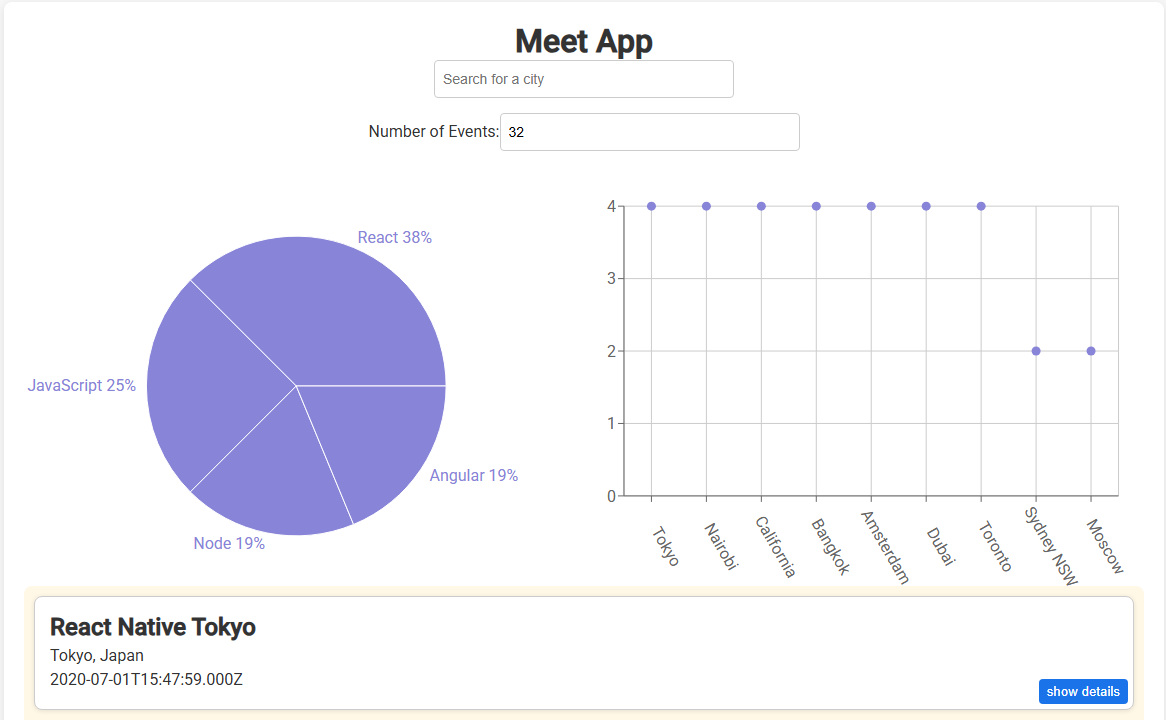 Meet App
Search for a city
Number of Events: 32
React 38%
JavaScript 25%
Angular 19%
Node 19%
4
3
2
1
0
Tokyo
Nairobi
California
Bangkok
Amsterdam
Dubai
Toronto
Sydney NSW
Moscow
React Native Tokyo
Tokyo, Japan
2020-07-01T15:47:59.000Z
show details